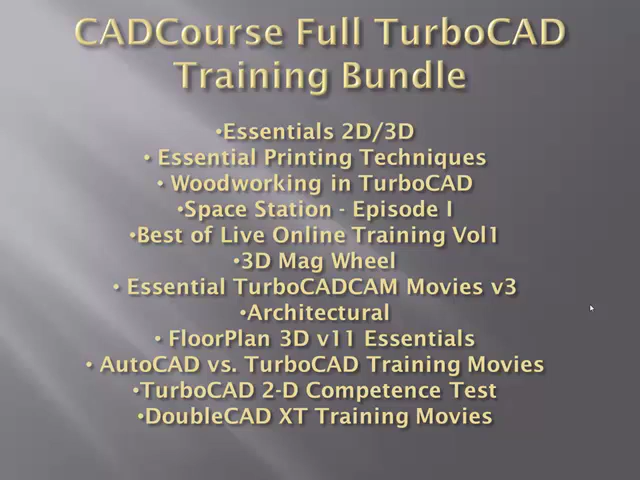 CADCourse Full TurboCAD
Training Bundle
•Essentials 2D/3D
• Essential Printing Techniques
• Woodworking in TurboCAD
•Space Station - Episode I
•Best of Live Online Training Vol1
•3D Mag Wheel
• Essential TurboCADCAM Movies v3
•Architectural
• FloorPlan 3D v11 Essentials
• AutoCAD vs. TurboCAD Training Movies
•TurboCAD 2-D Competence Test
•DoubleCAD XT Training Movies